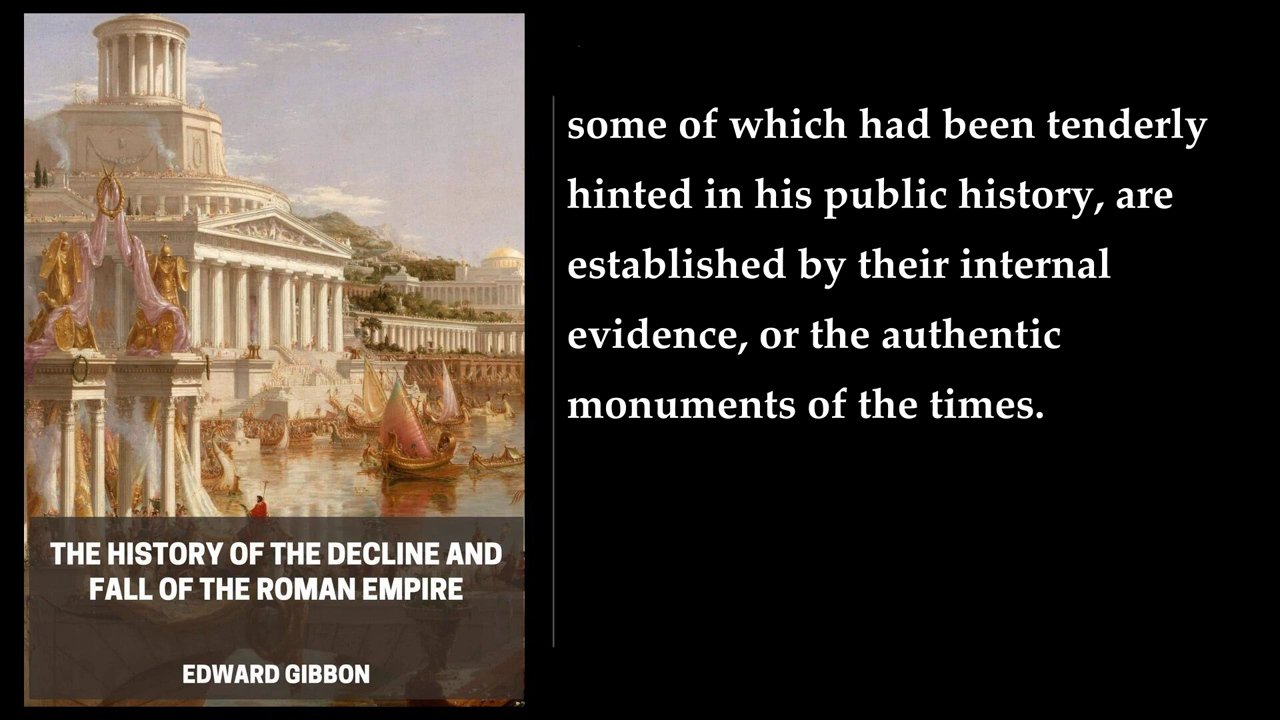 some of which had been tenderly
hinted in his public history, are
established by their internal
evidence, or the authentic
monuments of the times.
THE HISTORY OF THE DECLINE AND
FALL OF THE ROMAN EMPIRE
EDWARD GIBBON